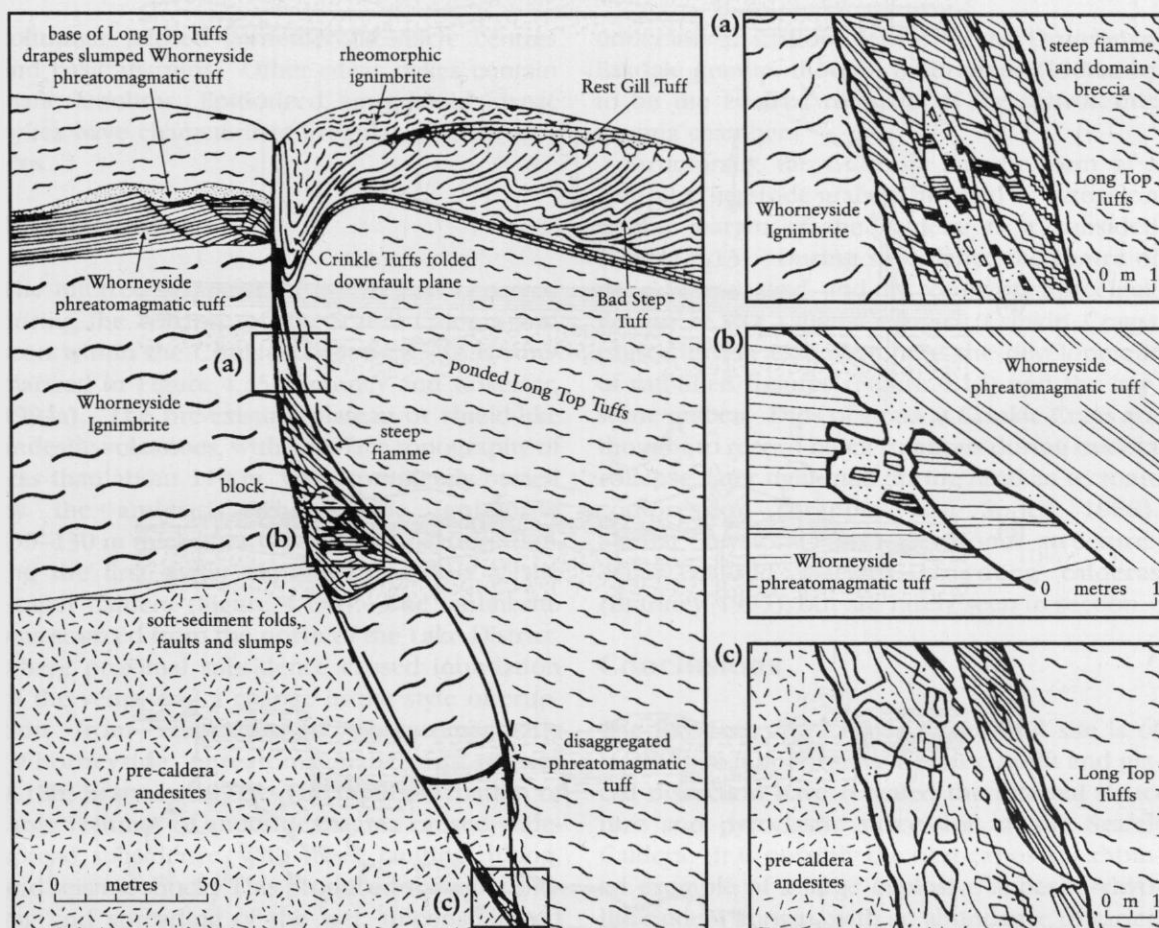 base of Long Top Tuffs
drapes slumped Whorneyside
phreatomagmatic tuff
rheomorphic
ignimbrite
Rest Gill Tuff
Whorneyside
phreatomagmatic tuff
Crinkle Tuffs folded
downfault plane
Bad Step
Tuff
(a)
ponded Long Top Tuffs
Whorneyside
Ignimbrite
steep
fiamme
block
(b)
soft-sediment folds,
faults and slumps
pre-caldera
andesites
disaggregated
phreatomagmatic
tuff
0 metres 50
(c)
(a)
steep fiamme
and domain
breccia
Whorneyside
Ignimbrite
Long Top
Tuffs
0 m 1
(b)
Whorneyside
phreatomagmatic tuff
Whorneyside
phreatomagmatic tuff
0 metres 1
(c)
Long Top
Tuffs
pre-caldera
andesites
0 m 1